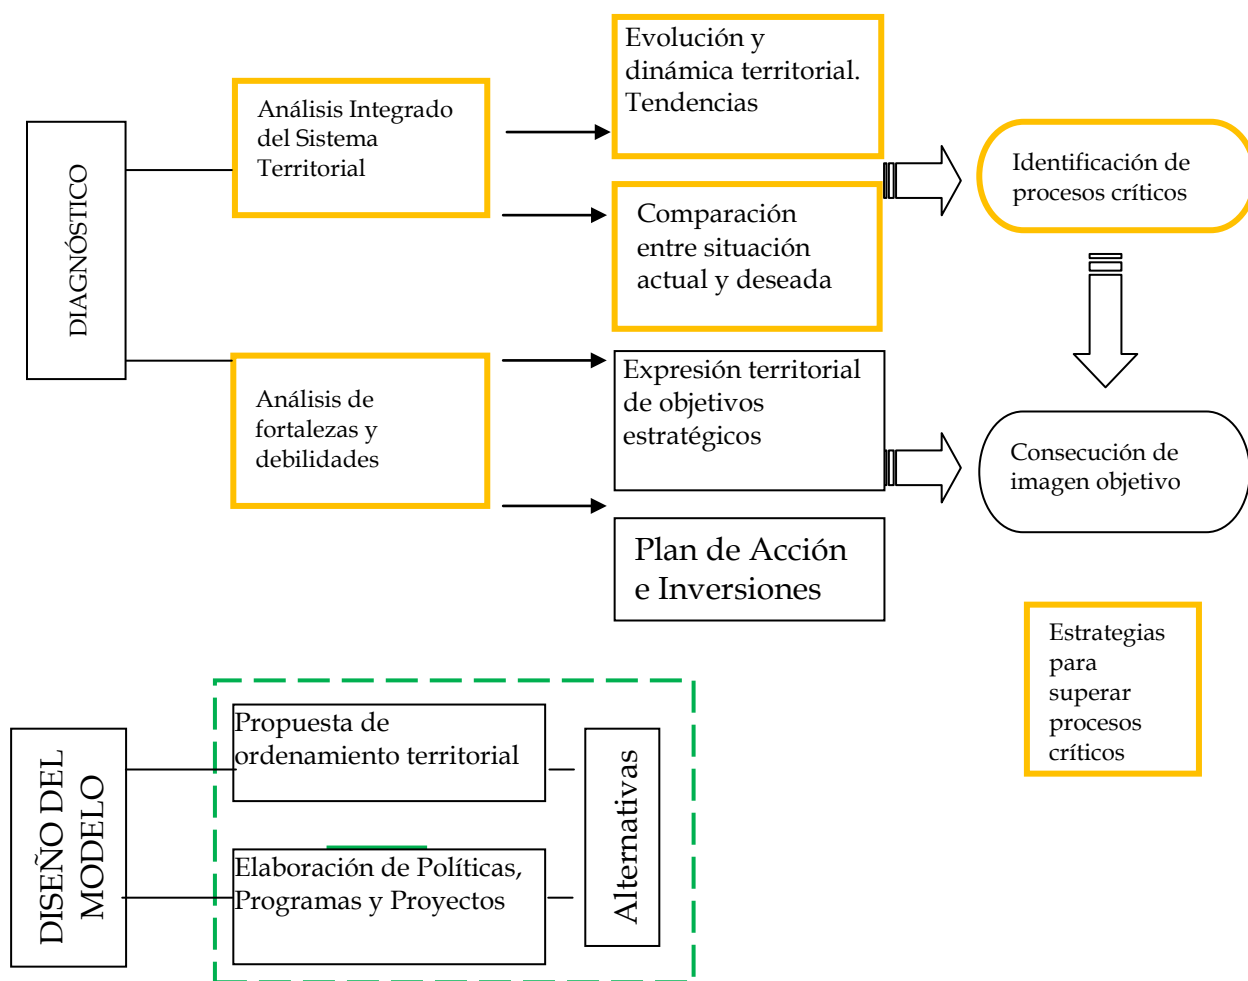 DIAGNÓSTICO
Análisis Integrado
del Sistema
Territorial
Evolución y
dinámica territorial.
Tendencias
Comparación
entre situación
actual y deseada
Identificación de
procesos críticos
Análisis de
fortalezas y
debilidades
Expresión territorial
de objetivos
estratégicos
Plan de Acción
e Inversiones
Consecución de
imagen objetivo
Estrategias
para
superar
procesos
críticos
DISEÑO DEL
MODELO
Propuesta de
ordenamiento territorial
Elaboración de Políticas,
Programas y Proyectos
Alternativas